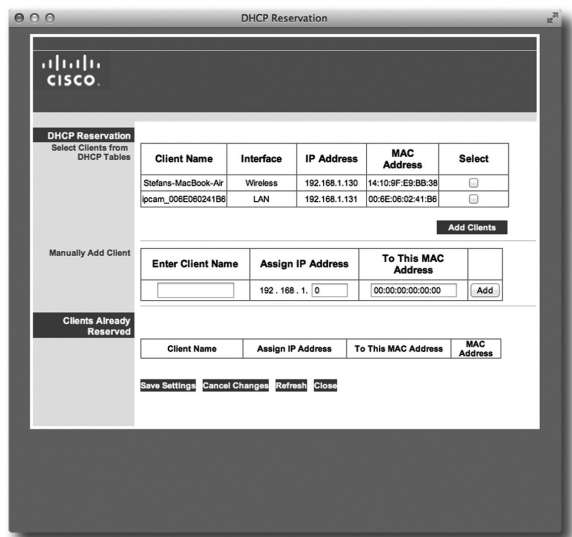 DHCP Reservation
CISCO.
DHCP Reservation
Select Clients from
DHCP Tables
Client Name Interface IP Address MAC Address Select
Stefans-MacBook-Air Wireless 192.168.1.130 14:10:9F:E9:BB:38
ipcam_006E060241B6 LAN 192.168.1.131 00:6E:06:02:41:B6
Add Clients
Manually Add Client
Enter Client Name Assign IP Address To This MAC Address
192 . 168 . 1. 0 00:00:00:00:00:00 Add
Clients Already
Reserved
Client Name Assign IP Address To This MAC Address MAC Address
Save Settings Cancel Changes Refresh Close